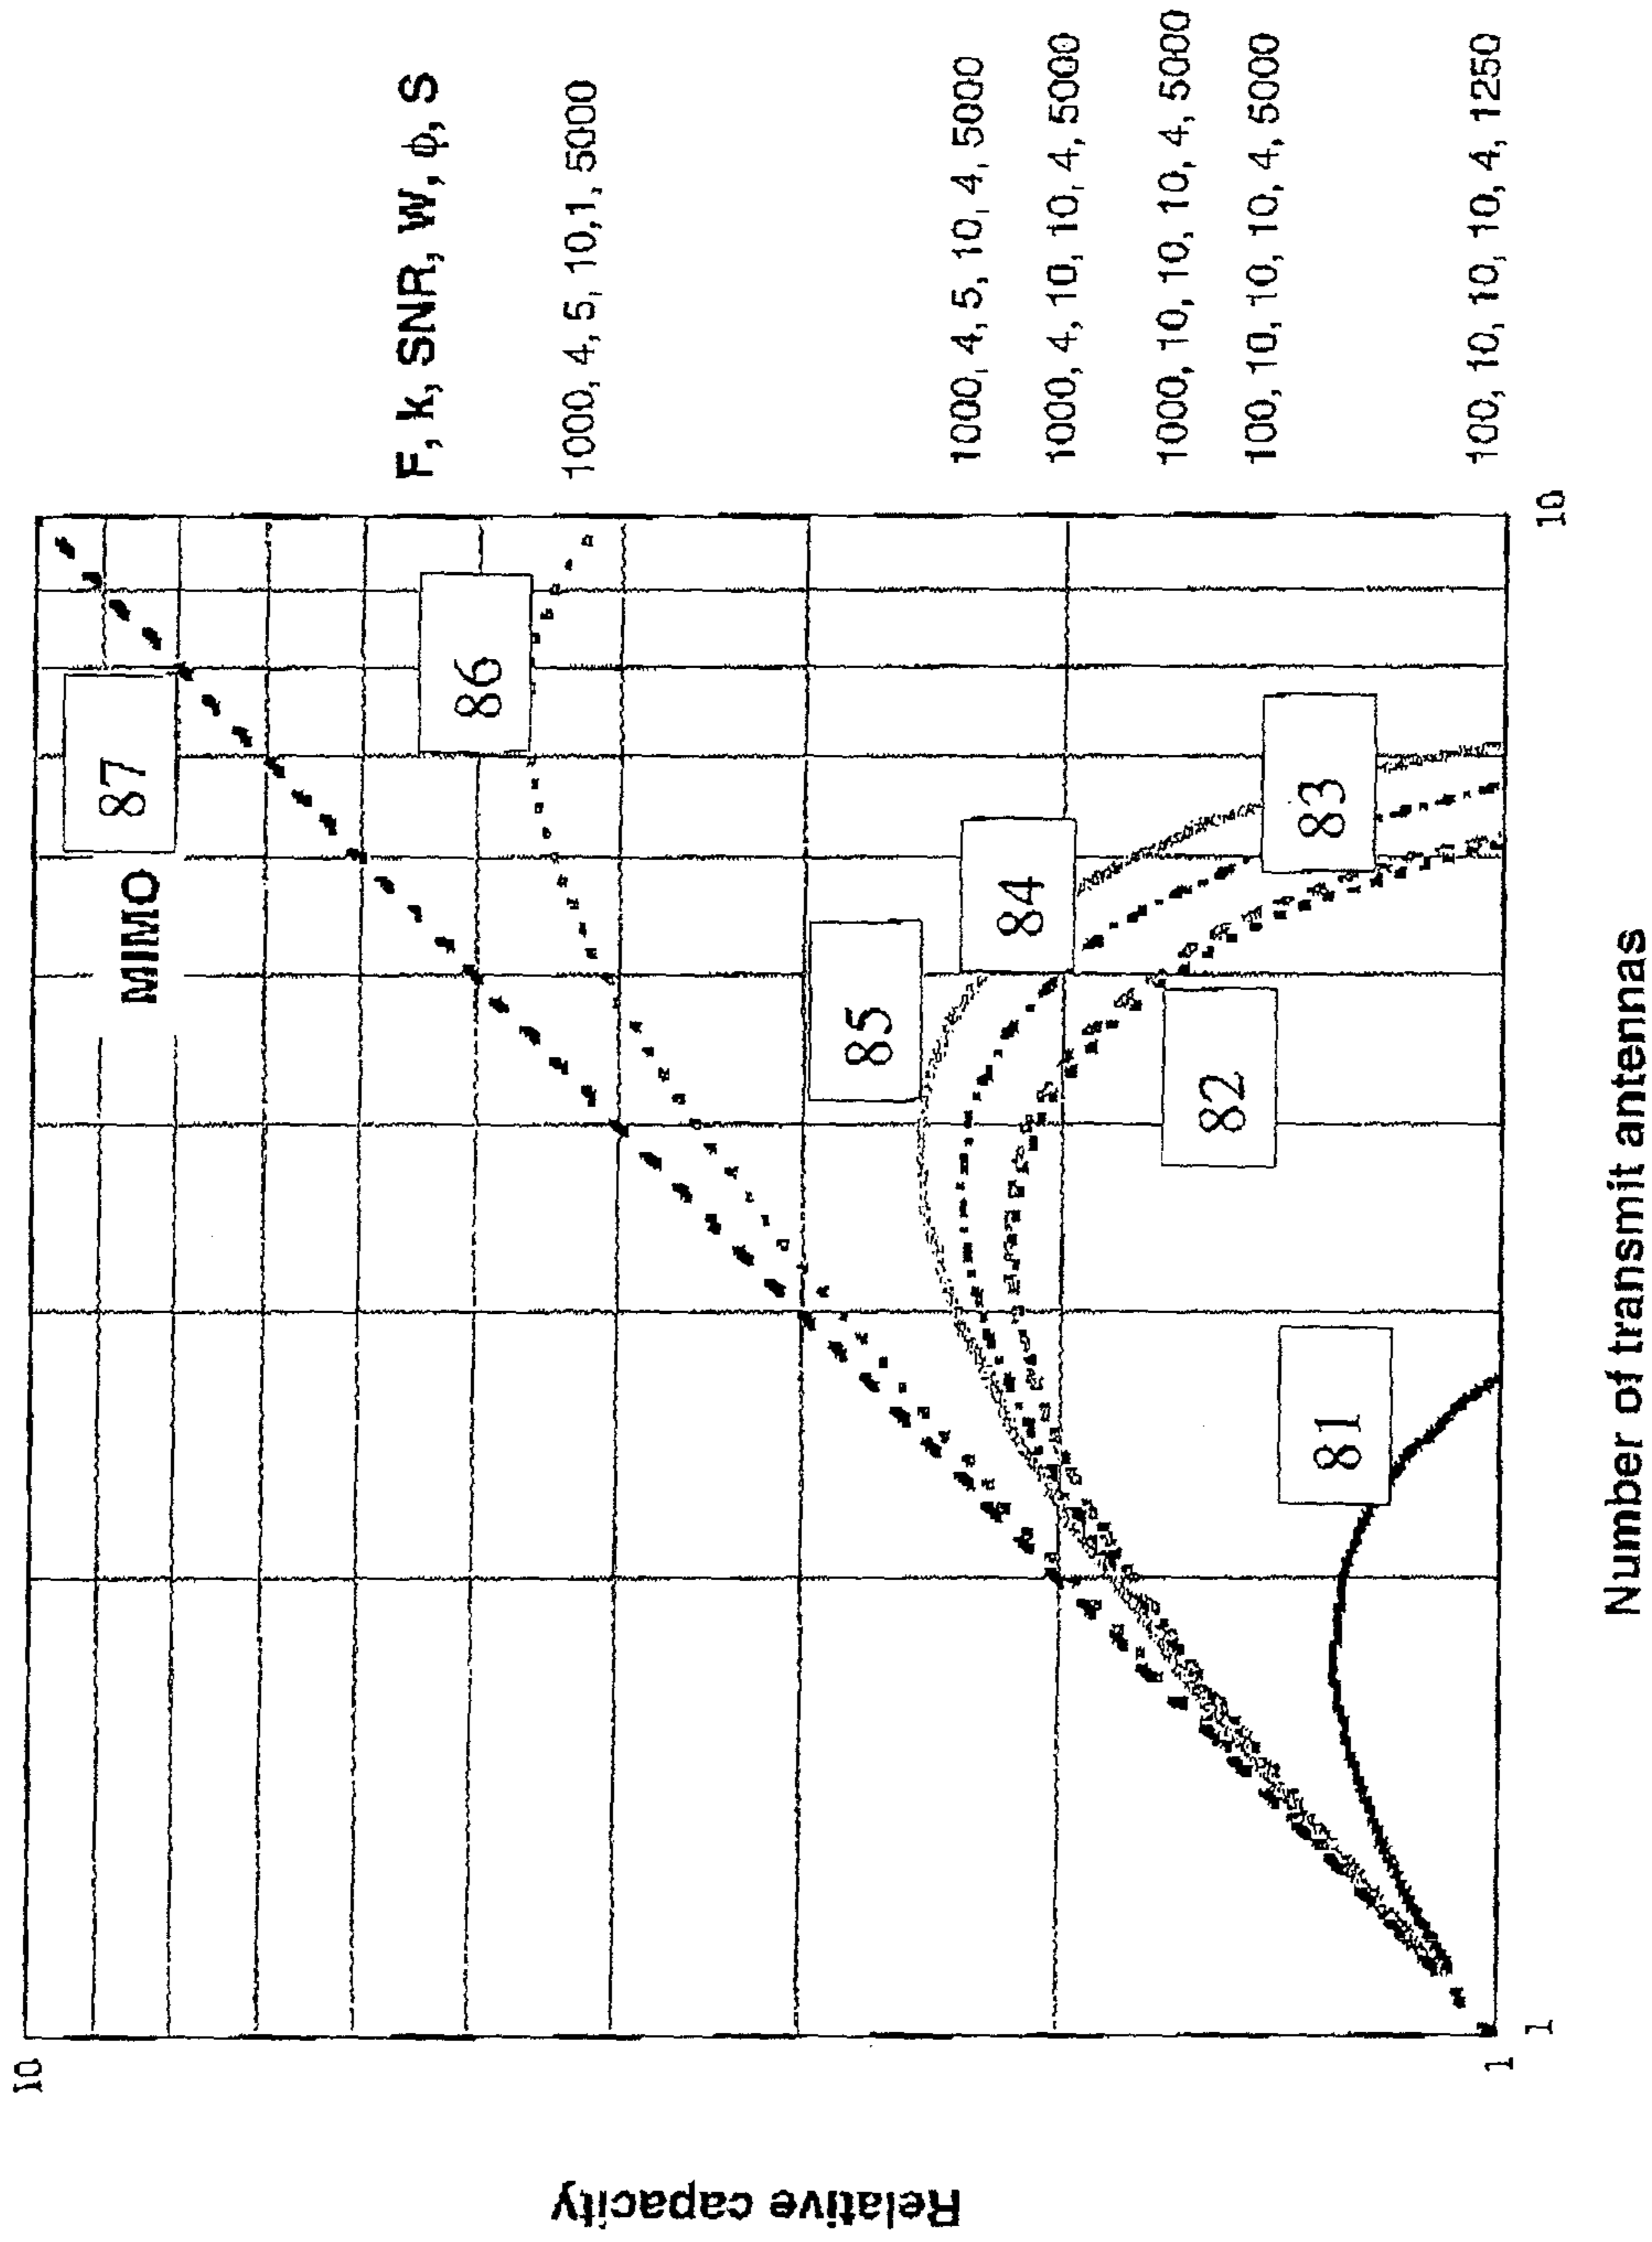 10
Relative capacity
1
1
10
Number of transmit antennas
MIMO
87
86
85
84
83
82
81
F, k, SNR, W, ϕ, S
1000, 4, 5, 10,1, 5000
1000, 4, 5, 10, 4, 5000
1000, 4, 10, 10, 4, 5000
1000, 10, 10, 10, 4, 5000
100, 10, 10, 10, 4, 5000
100, 10, 10, 10, 4, 1250